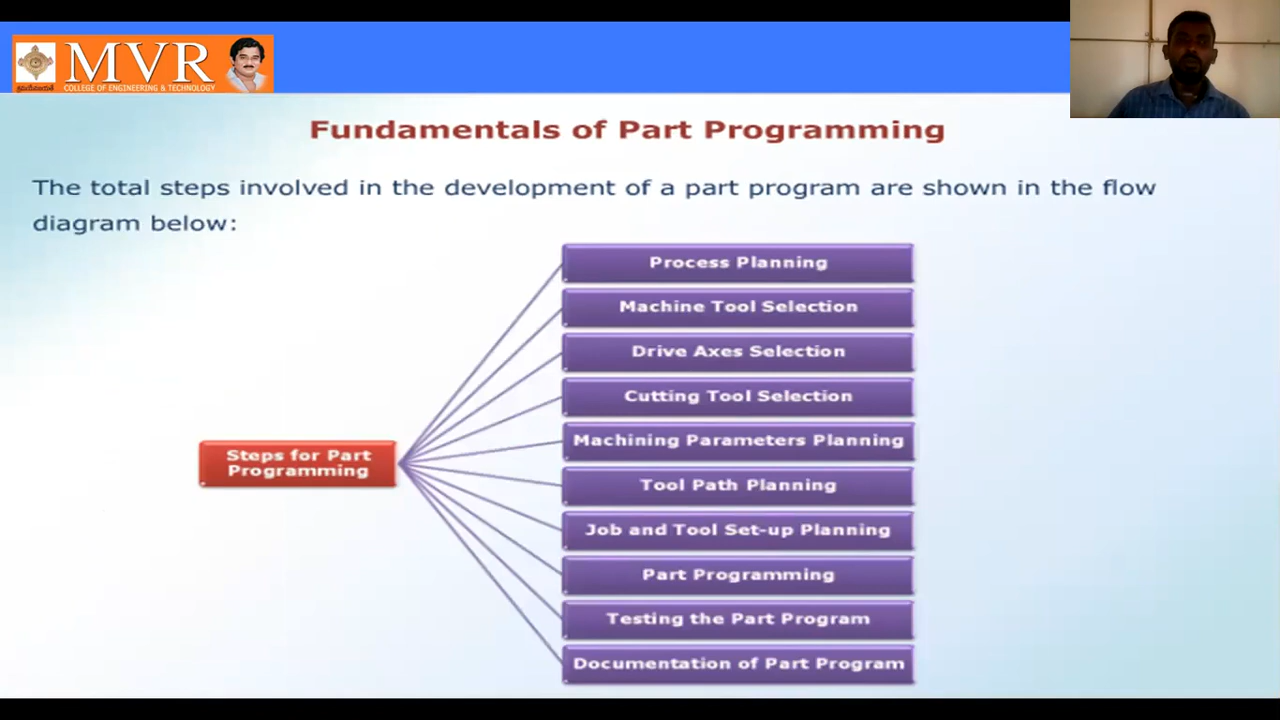 MVR
COLLEGE OF ENGINEERING & TECHNOLOGY
Fundamentals of Part Programming
The total steps involved in the development of a part program are shown in the flow
diagram below:
Process Planning
Machine Tool Selection
Drive Axes Selection
Cutting Tool Selection
Machining Parameters Planning
Steps for Part
Programming
Tool Path Planning
Job and Tool Set-up Planning
Part Programming
Testing the Part Program
Documentation of Part Program